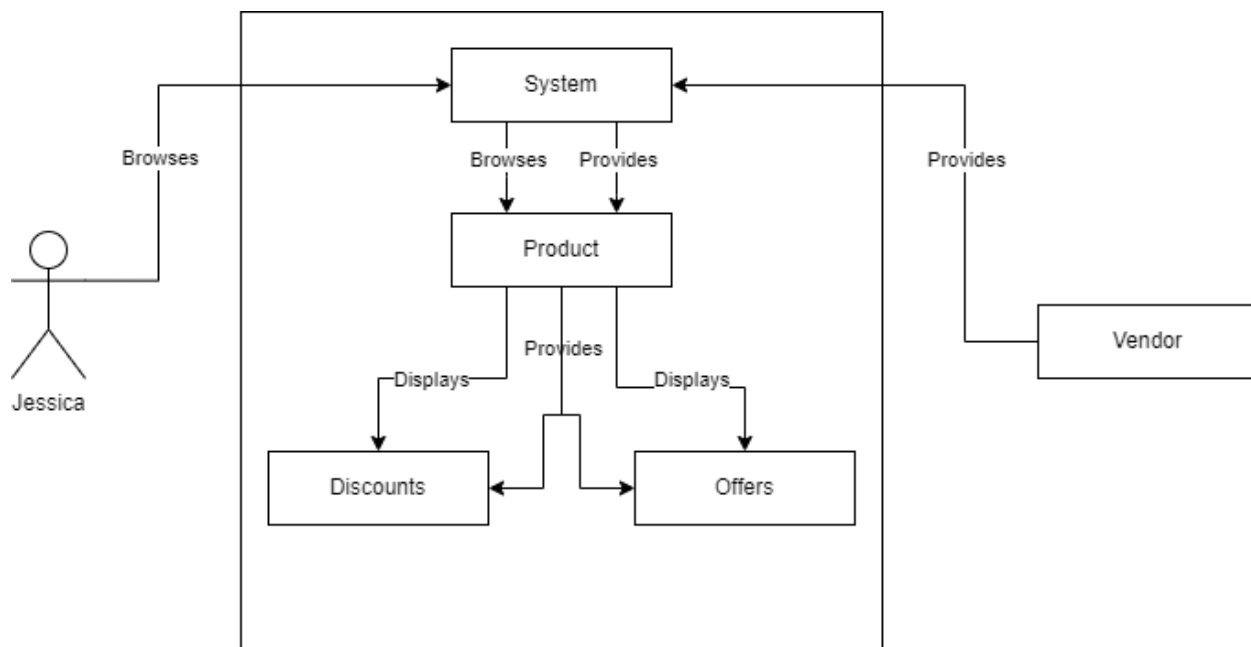 System
Browses
Browses
Provides
Provides
Product
Vendor
Provides
Displays
Displays
Jessica
Discounts
Offers